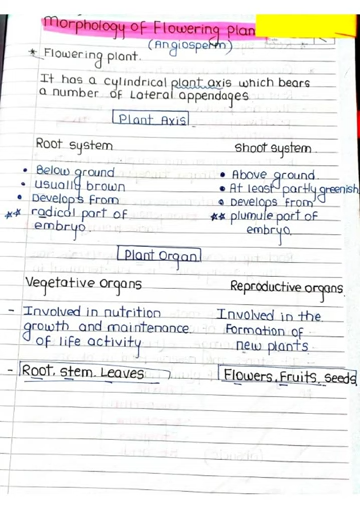 Morphology of Flowering plan
(Angiosperm)
* Flowering plant.
It has a cylindrical plant axis which bears
a number of Lateral appendages
Plant Axis
Root system
• Below ground
• Usually brown
• Develops from
** radical part of
embryo.
Shoot system
• Above ground.
• At least partly greenish
• Develops from
** plumule part of
embryo
Plant Organ
Vegetative organs
- Involved in nutrition
growth and maintenance
of life activity
- Root, stem. Leaves
Reproductive organs
Involved in the
Formation of
new plants
Flowers, Fruits, seeds